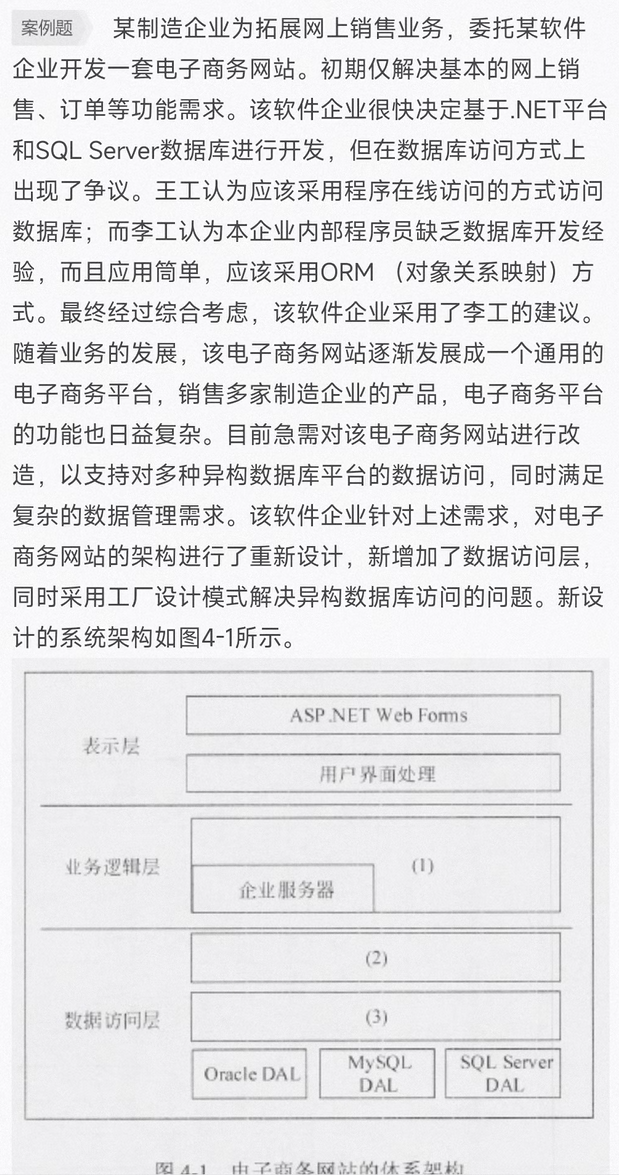 案例题 某制造企业为拓展网上销售业务，委托某软件
企业开发一套电子商务网站。初期仅解决基本的网上销
售、订单等功能需求。该软件企业很快决定基于.NET平台
和SQL Server数据库进行开发，但在数据库访问方式上
出现了争议。王工认为应该采用程序在线访问的方式访问
数据库；而李工认为本企业内部程序员缺乏数据库开发经
验，而且应用简单，应该采用ORM （对象关系映射）方
式。最终经过综合考虑，该软件企业采用了李工的建议。
随着业务的发展，该电子商务网站逐渐发展成一个通用的
电子商务平台，销售多家制造企业的产品，电子商务平台
的功能也日益复杂。目前急需对该电子商务网站进行改
造，以支持对多种异构数据库平台的数据访问，同时满足
复杂的数据管理需求。该软件企业针对上述需求，对电子
商务网站的架构进行了重新设计，新增加了数据访问层，
同时采用工厂设计模式解决异构数据库访问的问题。新设
计的系统架构如图4-1所示。
ASP.NET Web Forms
表示层
用户界面处理
业务逻辑层
(1)
企业服务器
(2)
数据访问层
(3)
Oracle DAL
MySQL
DAL
SQL Server
DAL
图 4-1 电子商务网站的体系架构